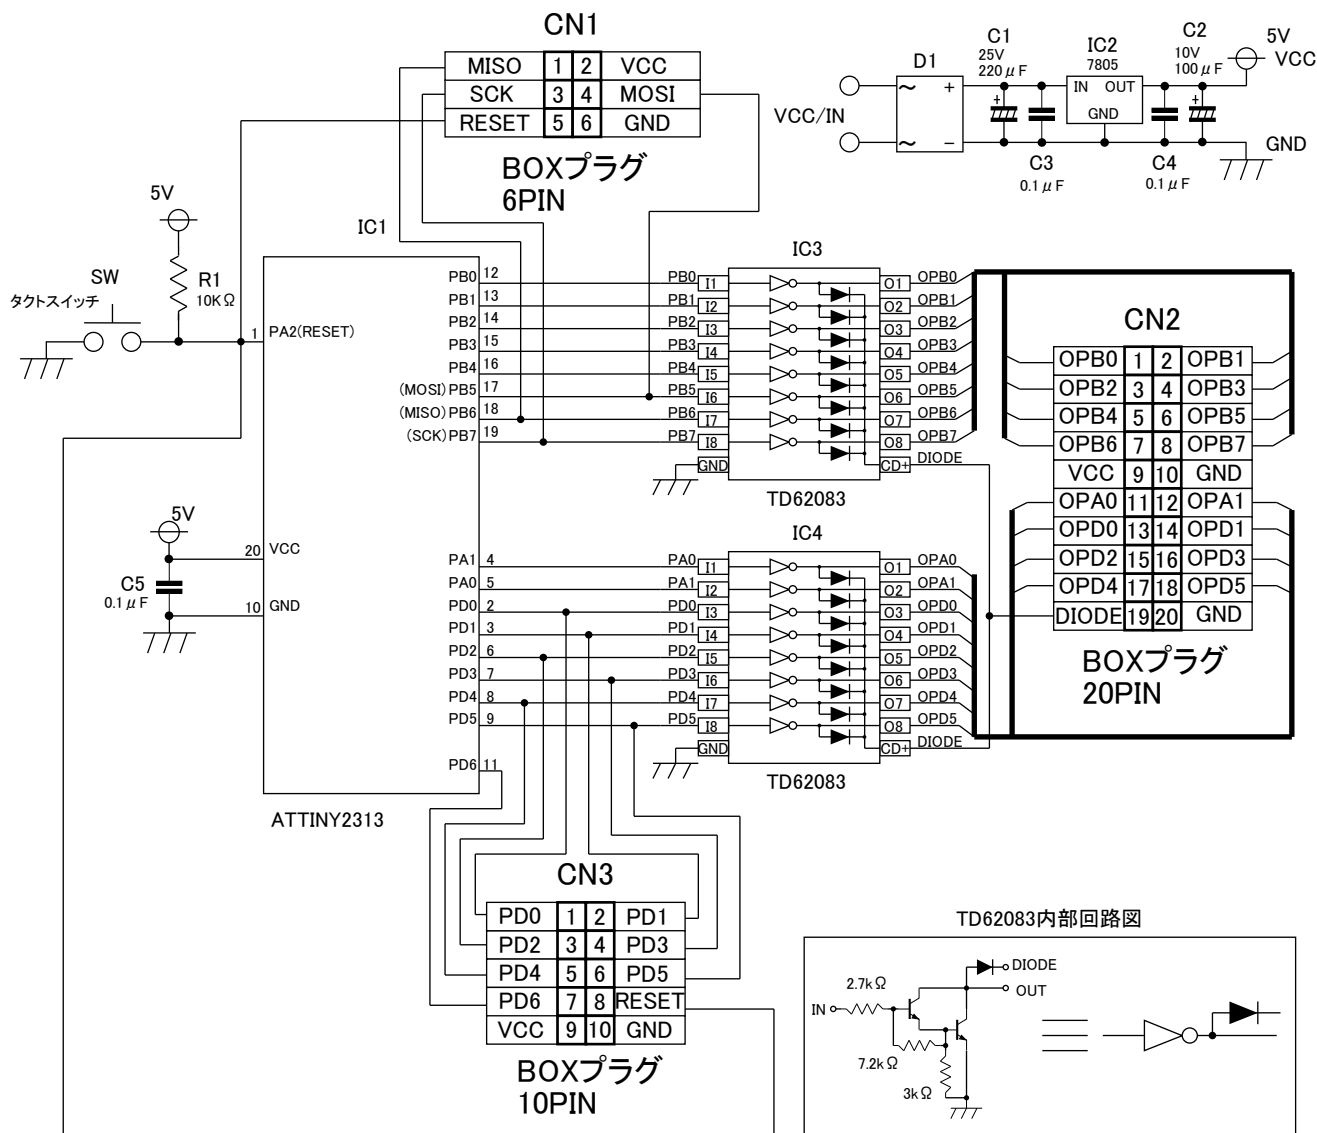 CN1
MISO 1 2 VCC
SCK 3 4 MOSI
RESET 5 6 GND
BOXプラグ
6PIN
VCC/IN
D1
~ +
~ −
C1
25V
220μF
+
C3
0.1μF
IC2
7805
IN OUT
GND
C2
10V
100μF
+
C4
0.1μF
5V
VCC
GND
5V
R1
10KΩ
SW
タクトスイッチ
IC1
1 PA2(RESET)
PB0 12
PB1 13
PB2 14
PB3 15
PB4 16
(MOSI)PB5 17
(MISO)PB6 18
(SCK)PB7 19
5V
20 VCC
C5
0.1μF
10 GND
PA1 4
PA0 5
PD0 2
PD1 3
PD2 6
PD3 7
PD4 8
PD5 9
PD6 11
ATTINY2313
IC3
PB0 I1 O1 OPB0
PB1 I2 O2 OPB1
PB2 I3 O3 OPB2
PB3 I4 O4 OPB3
PB4 I5 O5 OPB4
PB5 I6 O6 OPB5
PB6 I7 O7 OPB6
PB7 I8 O8 OPB7
GND CD+ DIODE
TD62083
IC4
PA0 I1 O1 OPA0
PA1 I2 O2 OPA1
PD0 I3 O3 OPD0
PD1 I4 O4 OPD1
PD2 I5 O5 OPD2
PD3 I6 O6 OPD3
PD4 I7 O7 OPD4
PD5 I8 O8 OPD5
GND CD+ DIODE
TD62083
CN2
OPB0 1 2 OPB1
OPB2 3 4 OPB3
OPB4 5 6 OPB5
OPB6 7 8 OPB7
VCC 9 10 GND
OPA0 11 12 OPA1
OPD0 13 14 OPD1
OPD2 15 16 OPD3
OPD4 17 18 OPD5
DIODE 19 20 GND
BOXプラグ
20PIN
CN3
PD0 1 2 PD1
PD2 3 4 PD3
PD4 5 6 PD5
PD6 7 8 RESET
VCC 9 10 GND
BOXプラグ
10PIN
TD62083内部回路図
DIODE
OUT
2.7kΩ
IN
7.2kΩ
3kΩ